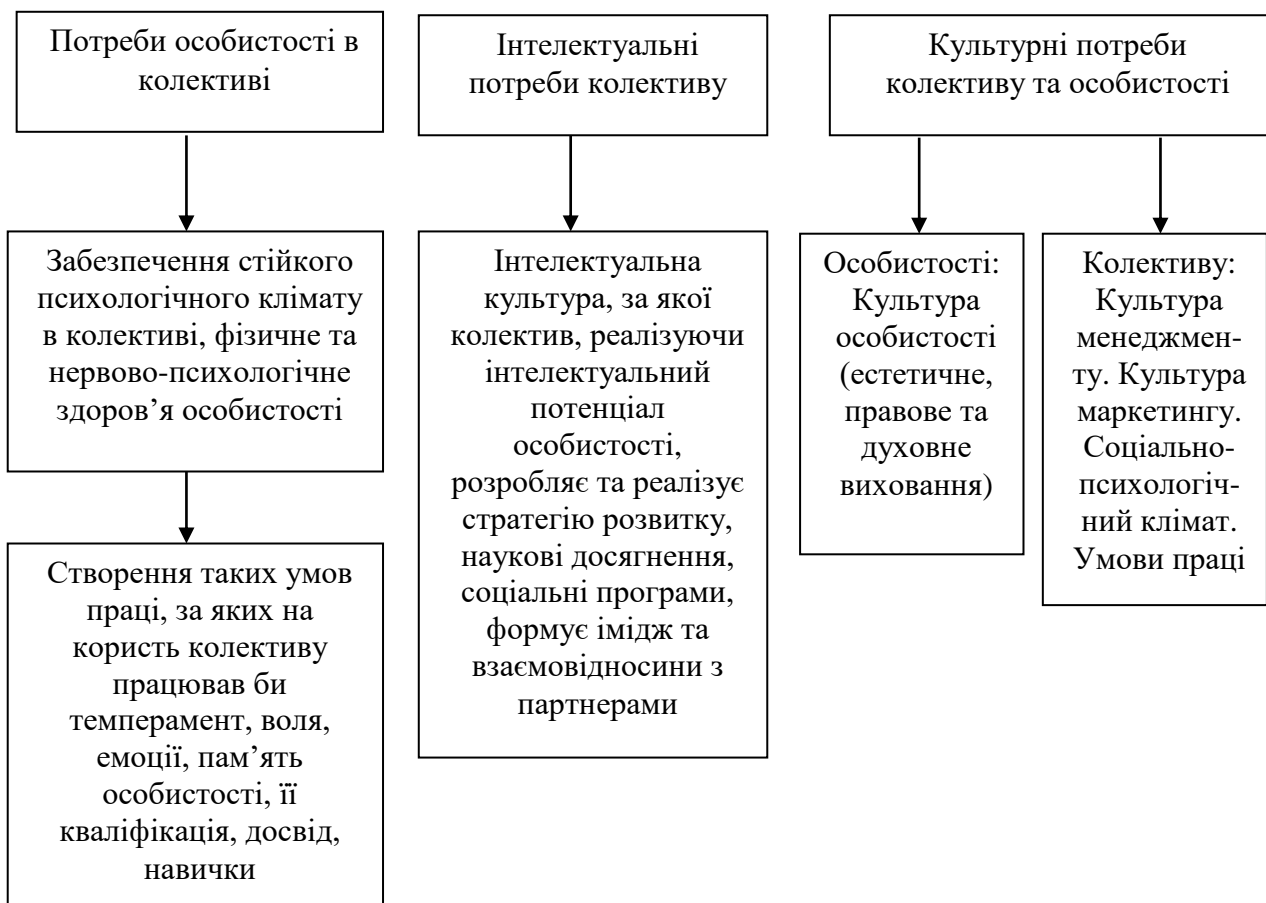 Потреби особистості в
колективі
Інтелектуальні
потреби колективу
Культурні потреби
колективу та особистості
Забезпечення стійкого
психологічного клімату
в колективі, фізичне та
нервово-психологічне
здоров’я особистості
Створення таких умов
праці, за яких на
користь колективу
працював би
темперамент, воля,
емоції, пам’ять
особистості, її
кваліфікація, досвід,
навички
Інтелектуальна
культура, за якої
колектив, реалізуючи
інтелектуальний
потенціал
особистості,
розробляє та реалізує
стратегію розвитку,
наукові досягнення,
соціальні програми,
формує імідж та
взаємовідносини з
партнерами
Особистості:
Культура
особистості
(естетичне,
правове та
духовне
виховання)
Колективу:
Культура
менеджмен-
ту. Культура
маркетингу.
Соціально-
психологіч-
ний клімат.
Умови праці